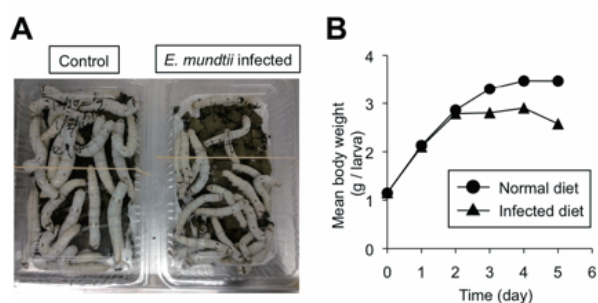 A
Control
E. mundtii infected
B
Mean body weight
(g / larva)
4
3
2
1
0
0 1 2 3 4 5 6
Time (day)
Normal diet
Infected diet